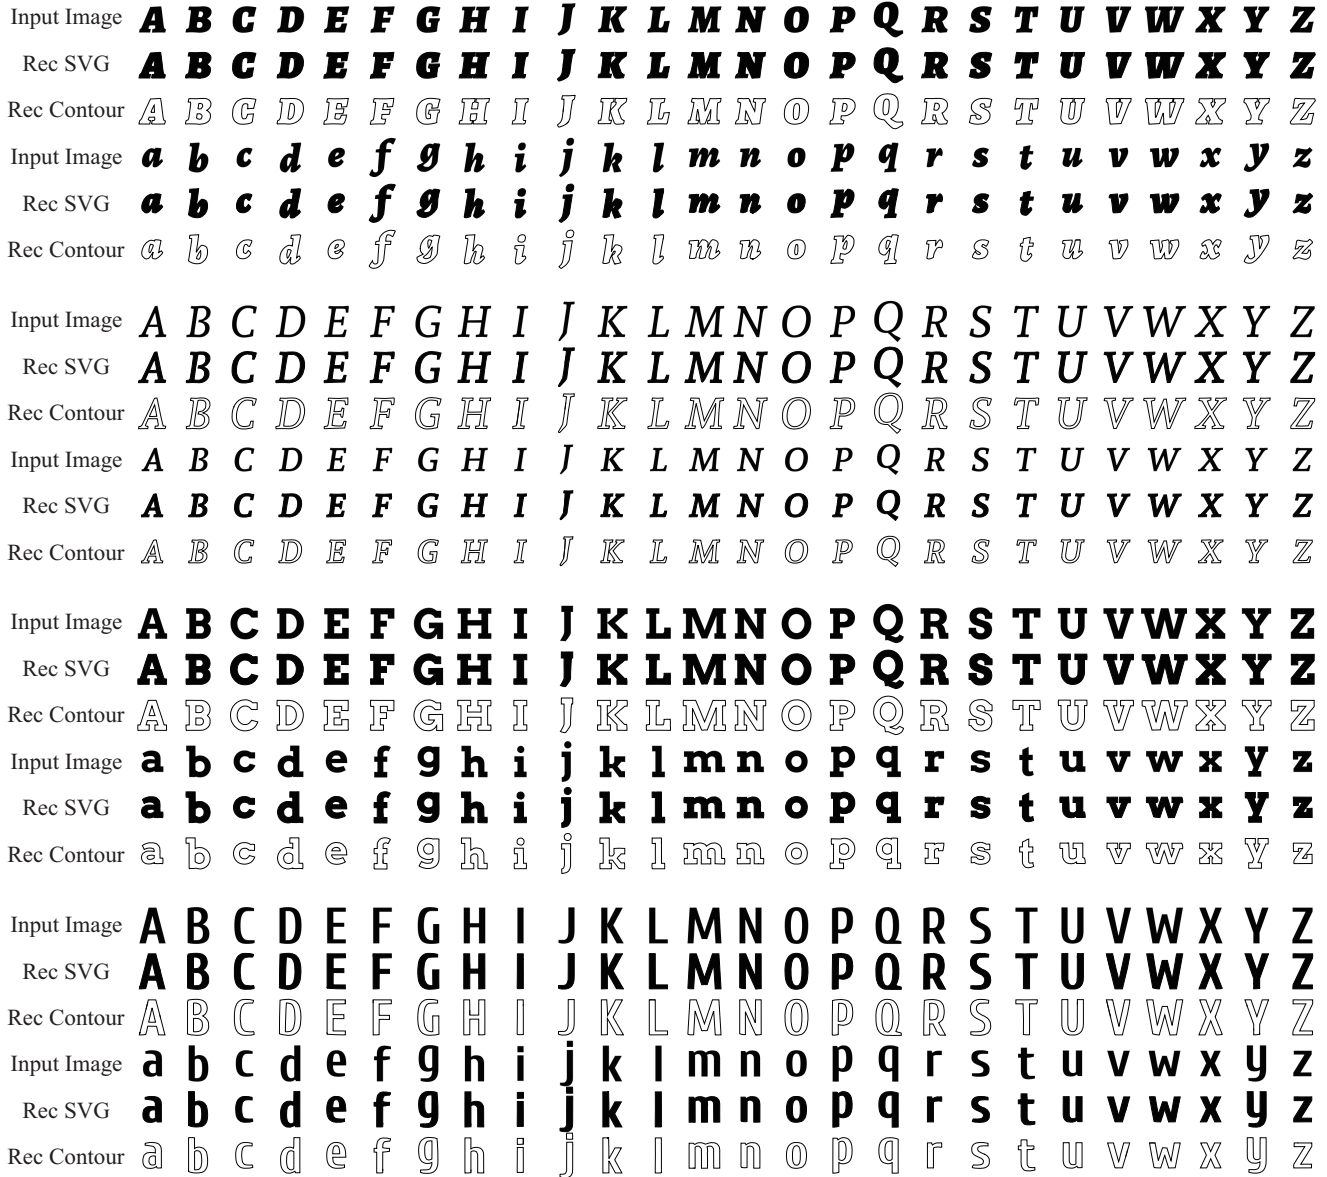 Input Image A B C D E F G H I J K L M N O P Q R S T U V W X Y Z
Rec SVG A B C D E F G H I J K L M N O P Q R S T U V W X Y Z
Rec Contour A B C D E F G H I J K L M N O P Q R S T U V W X Y Z
Input Image a b c d e f g h i j k l m n o p q r s t u v w x y z
Rec SVG a b c d e f g h i j k l m n o p q r s t u v w x y z
Rec Contour a b c d e f g h i j k l m n o p q r s t u v w x y z
Input Image A B C D E F G H I J K L M N O P Q R S T U V W X Y Z
Rec SVG A B C D E F G H I J K L M N O P Q R S T U V W X Y Z
Rec Contour A B C D E F G H I J K L M N O P Q R S T U V W X Y Z
Input Image A B C D E F G H I J K L M N O P Q R S T U V W X Y Z
Rec SVG A B C D E F G H I J K L M N O P Q R S T U V W X Y Z
Rec Contour A B C D E F G H I J K L M N O P Q R S T U V W X Y Z
Input Image A B C D E F G H I J K L M N O P Q R S T U V W X Y Z
Rec SVG A B C D E F G H I J K L M N O P Q R S T U V W X Y Z
Rec Contour A B C D E F G H I J K L M N O P Q R S T U V W X Y Z
Input Image a b c d e f g h i j k l m n o p q r s t u v w x y z
Rec SVG a b c d e f g h i j k l m n o p q r s t u v w x y z
Rec Contour a b c d e f g h i j k l m n o p q r s t u v w x y z
Input Image A B C D E F G H I J K L M N O P Q R S T U V W X Y Z
Rec SVG A B C D E F G H I J K L M N O P Q R S T U V W X Y Z
Rec Contour A B C D E F G H I J K L M N O P Q R S T U V W X Y Z
Input Image a b c d e f g h i j k l m n o p q r s t u v w x y z
Rec SVG a b c d e f g h i j k l m n o p q r s t u v w x y z
Rec Contour a b c d e f g h i j k l m n o p q r s t u v w x y z